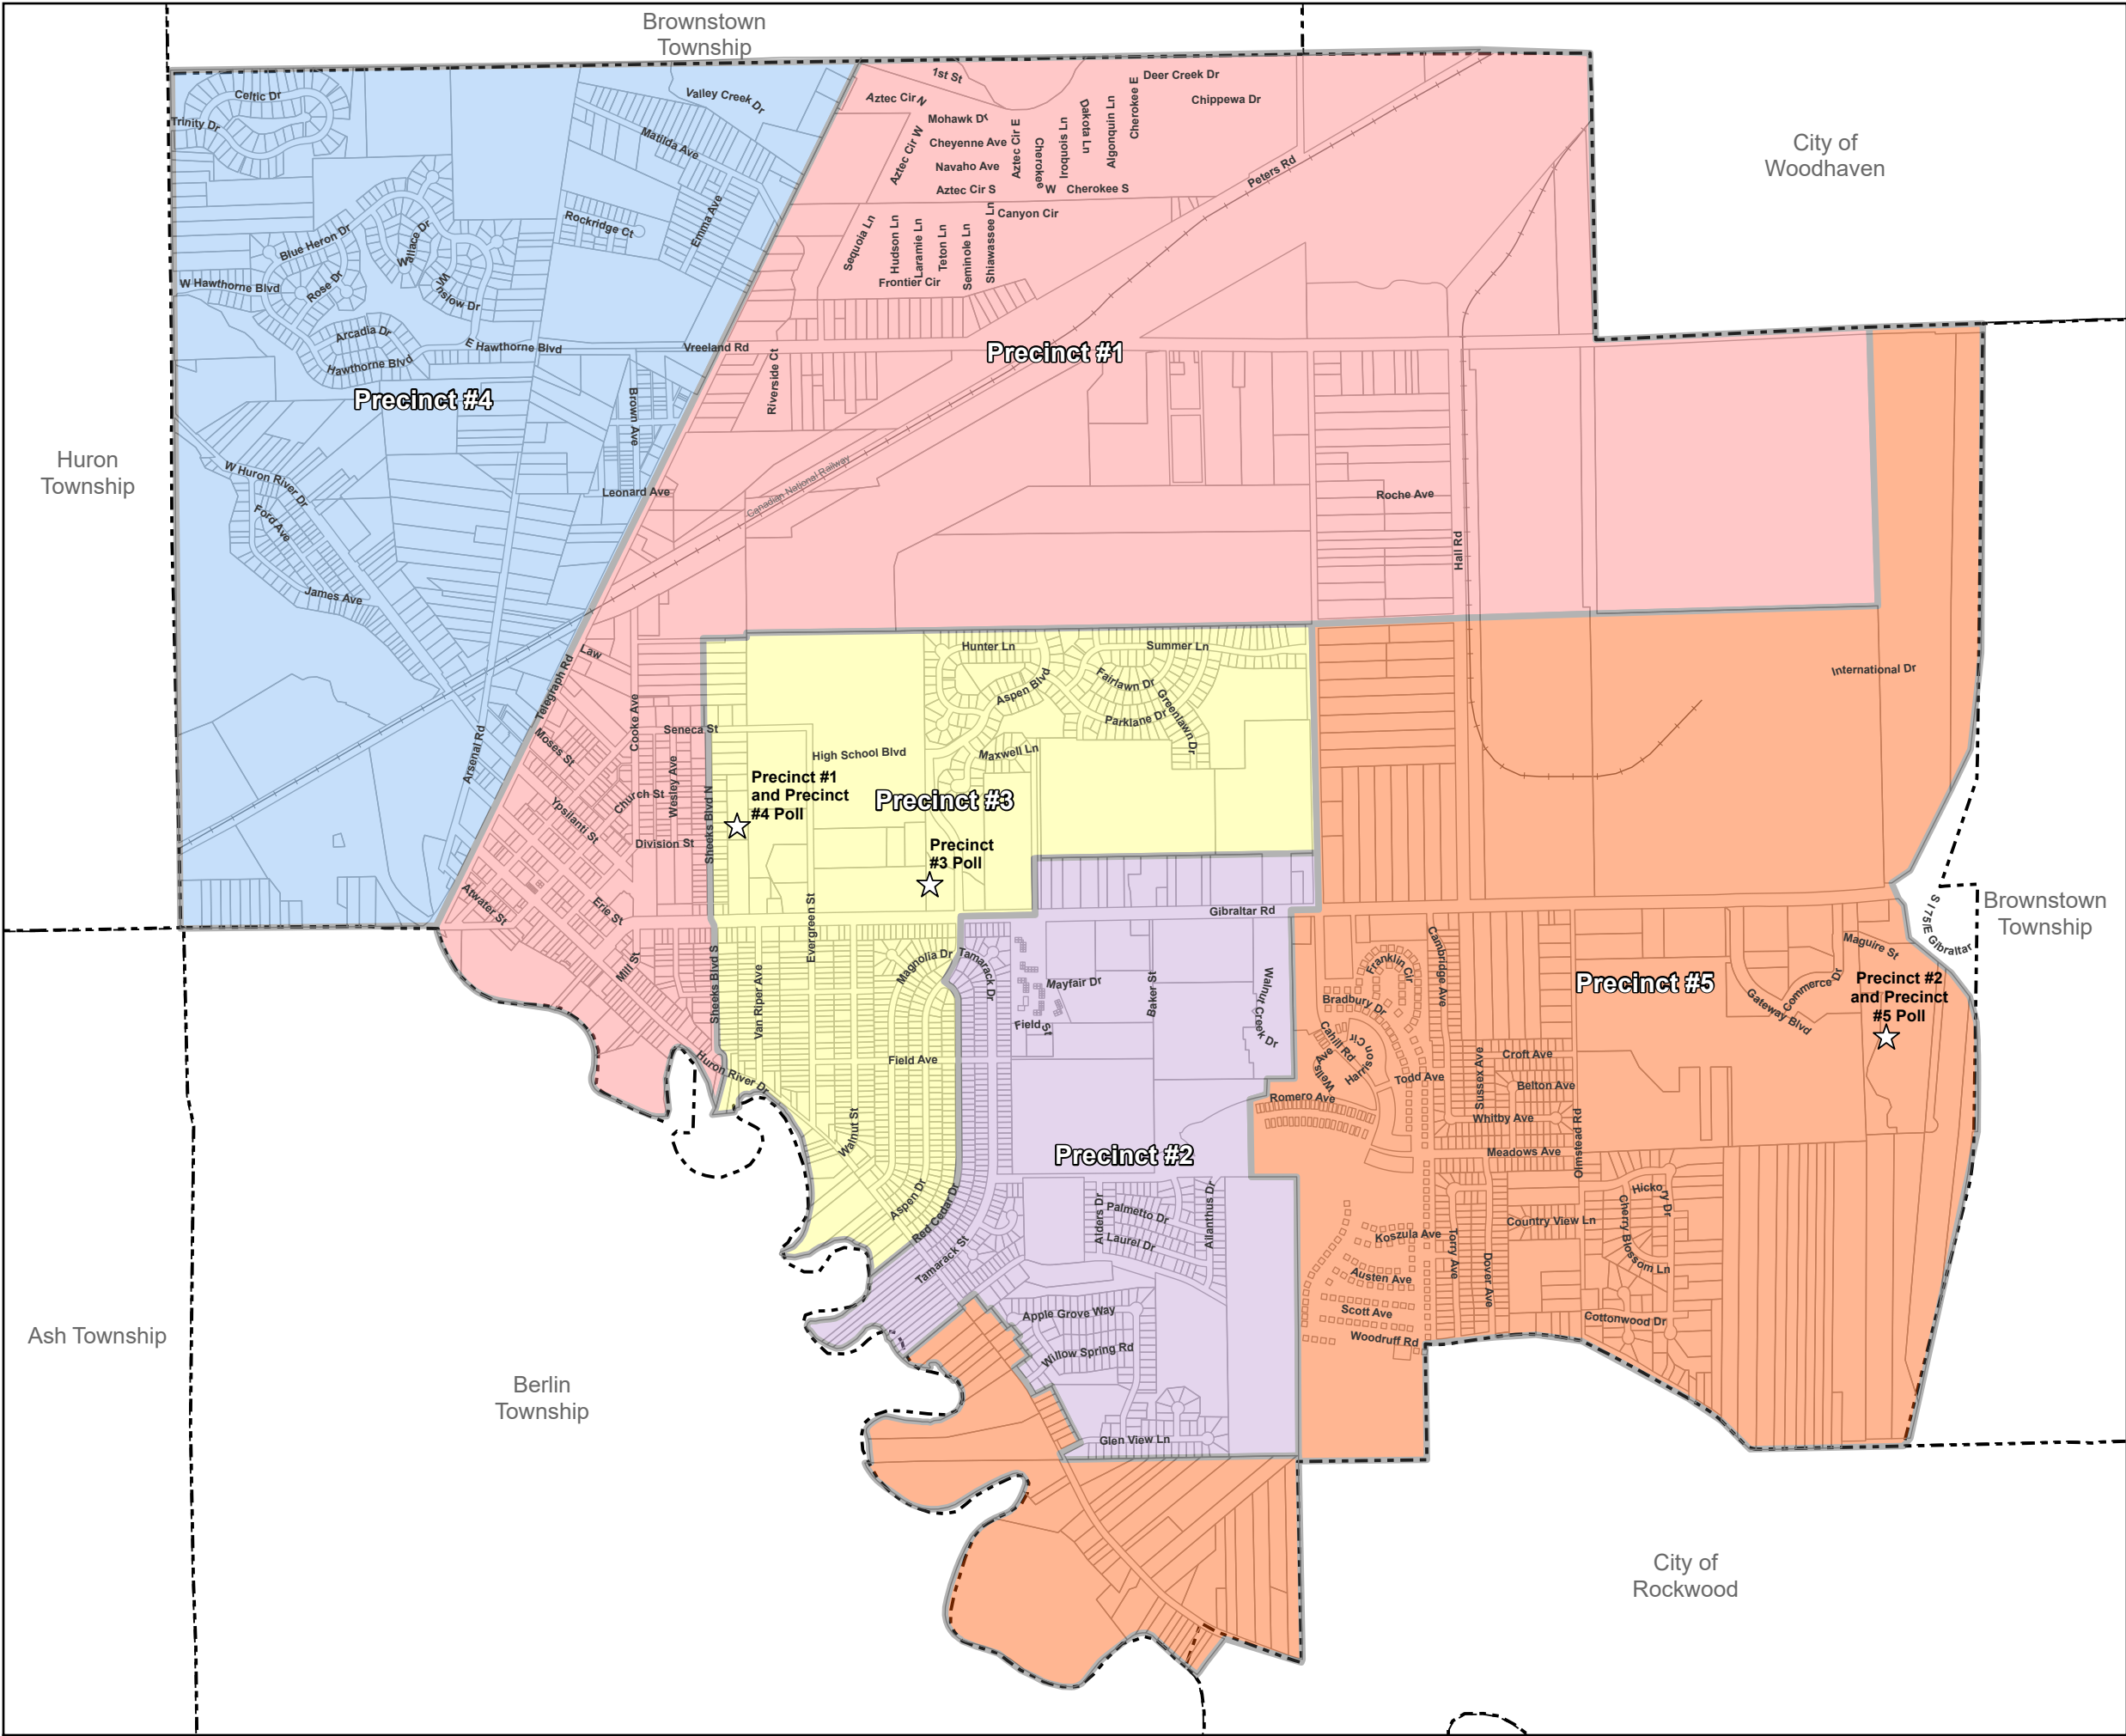 Brownstown
Township
City of
Woodhaven
Huron
Township
Brownstown
Township
Ash Township
Berlin
Township
City of
Rockwood
Precinct #4
Celtic Dr
Trinity Dr
Valley Creek Dr
Matilda Ave
Emma Ave
Rockridge Ct
Blue Heron Dr
Wallace Dr
Rose Dr
Winslow Dr
W Hawthorne Blvd
Arcadia Dr
Hawthorne Blvd
E Hawthorne Blvd
Brown Ave
Leonard Ave
W Huron River Dr
Ford Ave
James Ave
Arsenal Rd
Telegraph Rd
Precinct #1
1st St
Deer Creek Dr
Chippewa Dr
Aztec Cir N
Mohawk Dr
Cheyenne Ave
Navaho Ave
Aztec Cir S
Aztec Cir W
Aztec Cir E
Cherokee W
Iroquois Ln
Dakota Ln
Algonquin Ln
Cherokee E
Cherokee S
Canyon Cir
Sequoia Ln
Hudson Ln
Laramie Ln
Teton Ln
Seminole Ln
Shiawassee Ln
Frontier Cir
Peters Rd
Vreeland Rd
Riverside Ct
Canadian National Railway
Roche Ave
Hall Rd
Law
Cooke Ave
Seneca St
Moses St
Wesley Ave
Church St
Ypsilanti St
Division St
Sheeks Blvd N
Atwater St
Erie St
Mill St
Sheeks Blvd S
Huron River Dr
Precinct #3
Hunter Ln
Summer Ln
Aspen Blvd
Fairlawn Dr
Greenlawn Dr
Parklane Dr
High School Blvd
Maxwell Ln
Precinct #1
and Precinct
#4 Poll
Precinct
#3 Poll
Evergreen St
Van Riper Ave
Magnolia Dr
Field Ave
Walnut St
Aspen Dr
Red Cedar Dr
Precinct #2
Gibraltar Rd
Tamarack Dr
Mayfair Dr
Field St
Baker St
Walnut Creek Dr
Alders Dr
Palmetto Dr
Laurel Dr
Ailanthus Dr
Tamarack St
Apple Grove Way
Willow Spring Rd
Glen View Ln
Precinct #5
International Dr
S I 75/E Gibraltar
Maguire St
Commerce Dr
Gateway Blvd
Precinct #2
and Precinct
#5 Poll
Franklin Cir
Cambridge Ave
Bradbury Dr
Cahill Rd
Harrison Cir
Wells Ave
Todd Ave
Romero Ave
Sussex Ave
Croft Ave
Belton Ave
Whitby Ave
Meadows Ave
Olmstead Rd
Hickory Dr
Cherry Blossom Ln
Country View Ln
Koszula Ave
Torry Ave
Dover Ave
Austen Ave
Scott Ave
Woodruff Rd
Cottonwood Dr